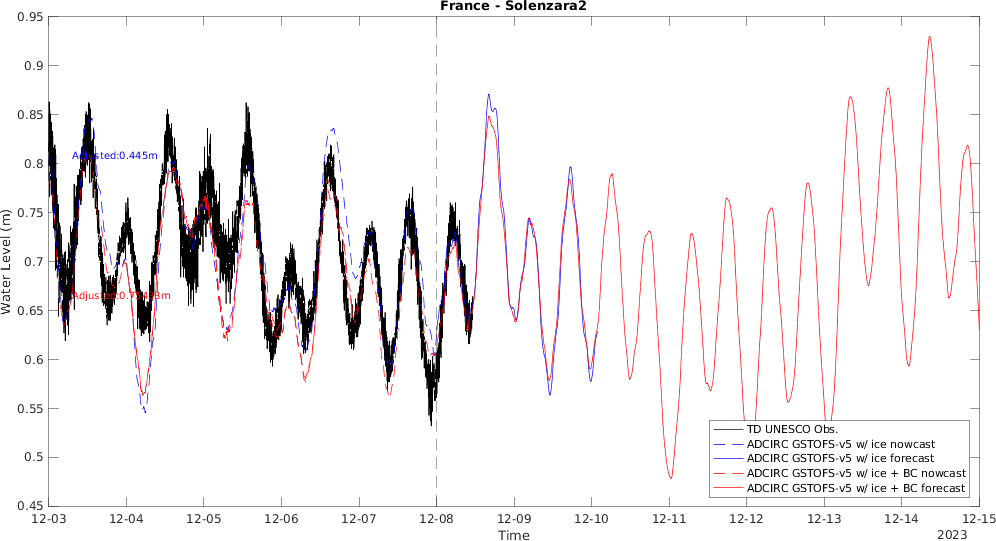 France - Solenzara2
0.95
0.9
0.85
0.8
0.75
0.7
0.65
0.6
0.55
0.5
0.45
Water Level (m)
Adjusted:0.445m
TD UNESCO Obs.
ADCIRC GSTOFS-v5 w/ ice nowcast
ADCIRC GSTOFS-v5 w/ ice forecast
ADCIRC GSTOFS-v5 w/ ice + BC nowcast
ADCIRC GSTOFS-v5 w/ ice + BC forecast
12-03 12-04 12-05 12-06 12-07 12-08 12-09 12-10 12-11 12-12 12-13 12-14 12-15
Time
2023